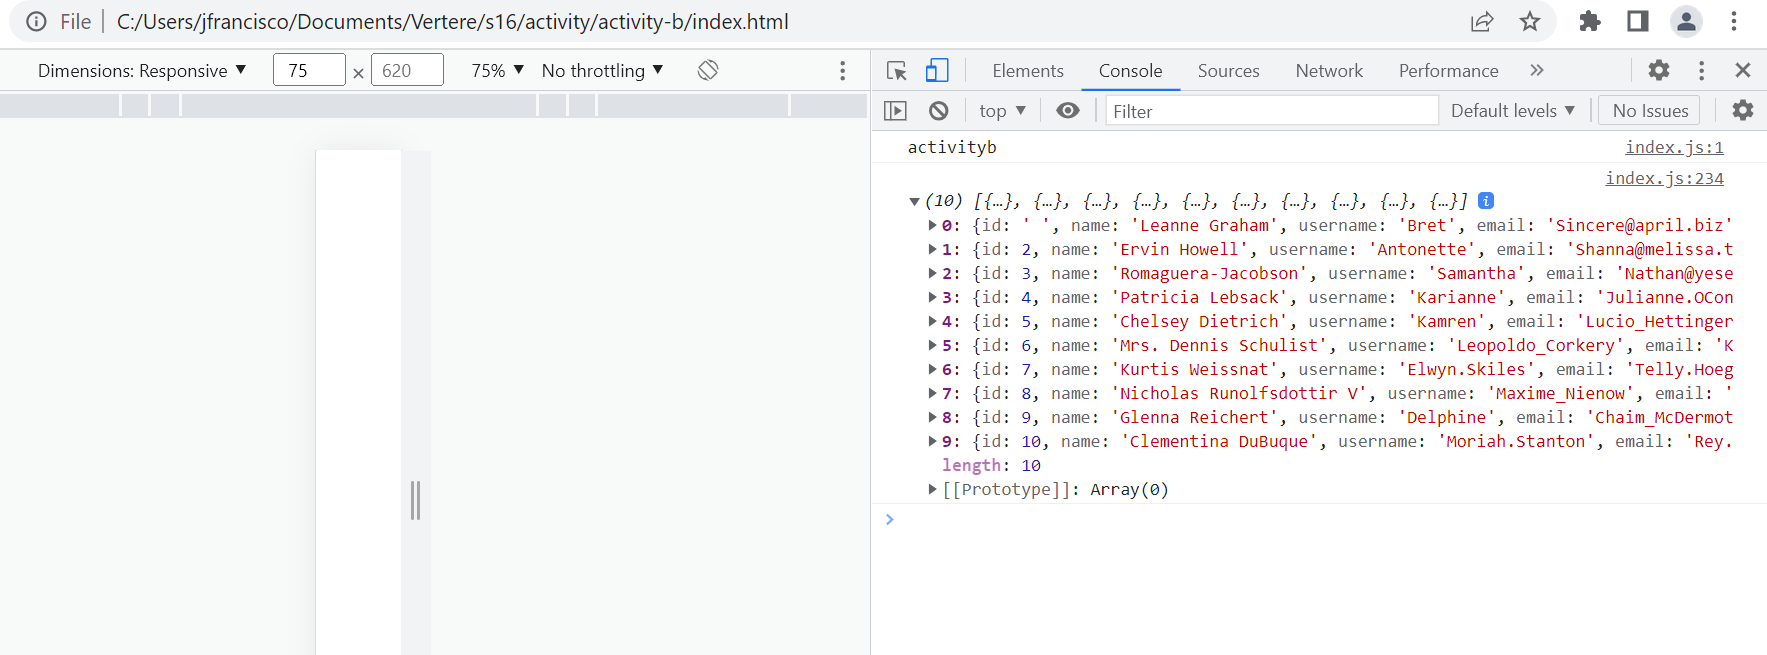 File C:/Users/jfrancisco/Documents/Vertere/s16/activity/activity-b/index.html
Dimensions: Responsive ▼ 75 × 620 75% ▼ No throttling ▼
Elements Console Sources Network Performance »
top ▼ Filter Default levels ▼ No Issues
activityb index.js:1
index.js:234
▼(10) [{…}, {…}, {…}, {…}, {…}, {…}, {…}, {…}, {…}, {…}] i
▶0: {id: ' ', name: 'Leanne Graham', username: 'Bret', email: 'Sincere@april.biz'
▶1: {id: 2, name: 'Ervin Howell', username: 'Antonette', email: 'Shanna@melissa.t
▶2: {id: 3, name: 'Romaguera-Jacobson', username: 'Samantha', email: 'Nathan@yese
▶3: {id: 4, name: 'Patricia Lebsack', username: 'Karianne', email: 'Julianne.OCon
▶4: {id: 5, name: 'Chelsey Dietrich', username: 'Kamren', email: 'Lucio_Hettinger
▶5: {id: 6, name: 'Mrs. Dennis Schulist', username: 'Leopoldo_Corkery', email: 'K
▶6: {id: 7, name: 'Kurtis Weissnat', username: 'Elwyn.Skiles', email: 'Telly.Hoeg
▶7: {id: 8, name: 'Nicholas Runolfsdottir V', username: 'Maxime_Nienow', email: '
▶8: {id: 9, name: 'Glenna Reichert', username: 'Delphine', email: 'Chaim_McDermot
▶9: {id: 10, name: 'Clementina DuBuque', username: 'Moriah.Stanton', email: 'Rey.
length: 10
▶[[Prototype]]: Array(0)